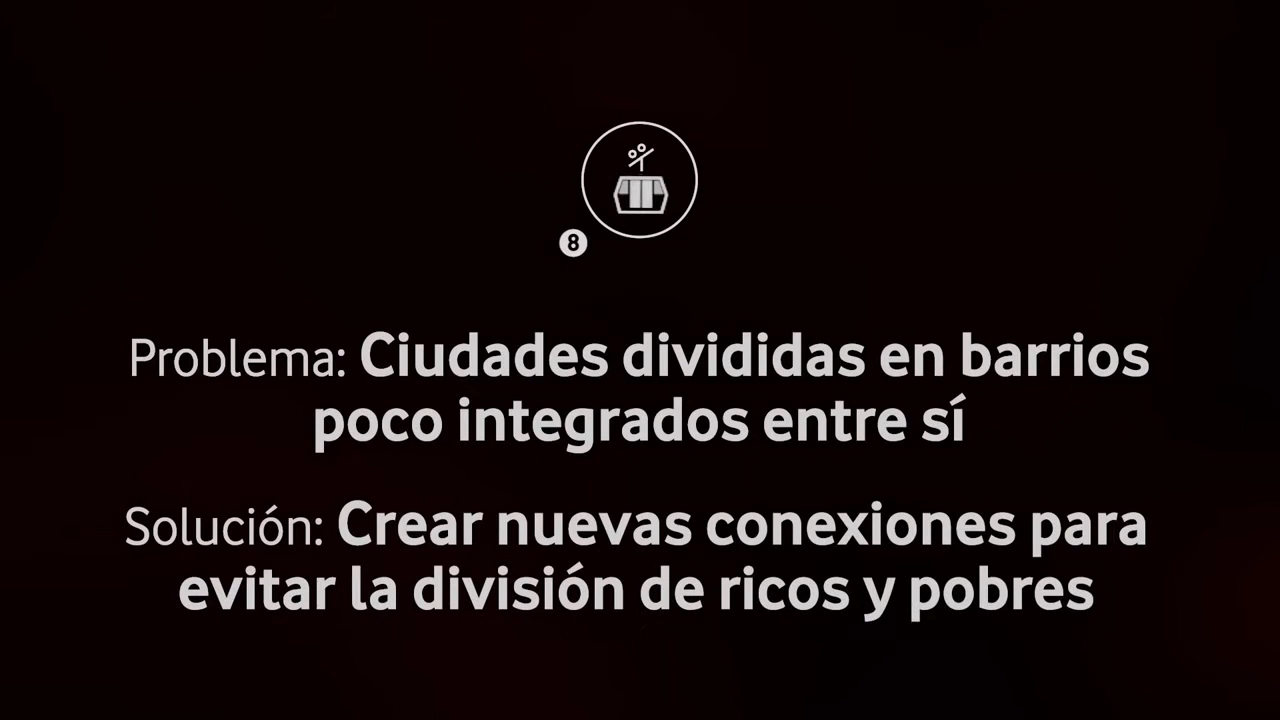 8
Problema: Ciudades divididas en barrios
poco integrados entre sí
Solución: Crear nuevas conexiones para
evitar la división de ricos y pobres